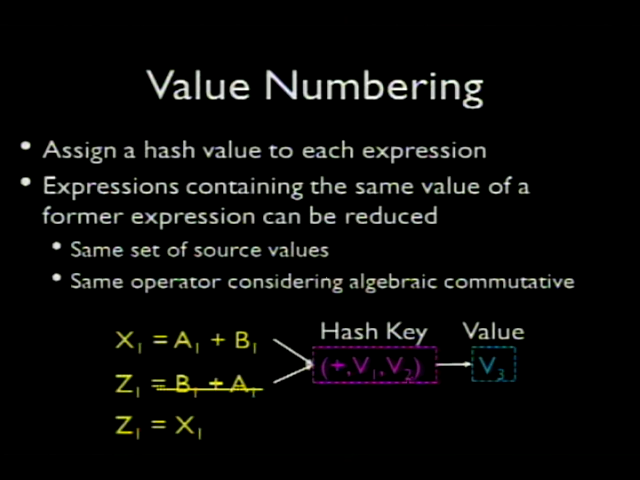 Value Numbering
• Assign a hash value to each expression
• Expressions containing the same value of a
former expression can be reduced
• Same set of source values
• Same operator considering algebraic commutative
Hash Key Value
X₁ = A₁ + B₁
(+,V₁,V₂) V₃
Z₁ = B₁ + A₁
Z₁ = X₁